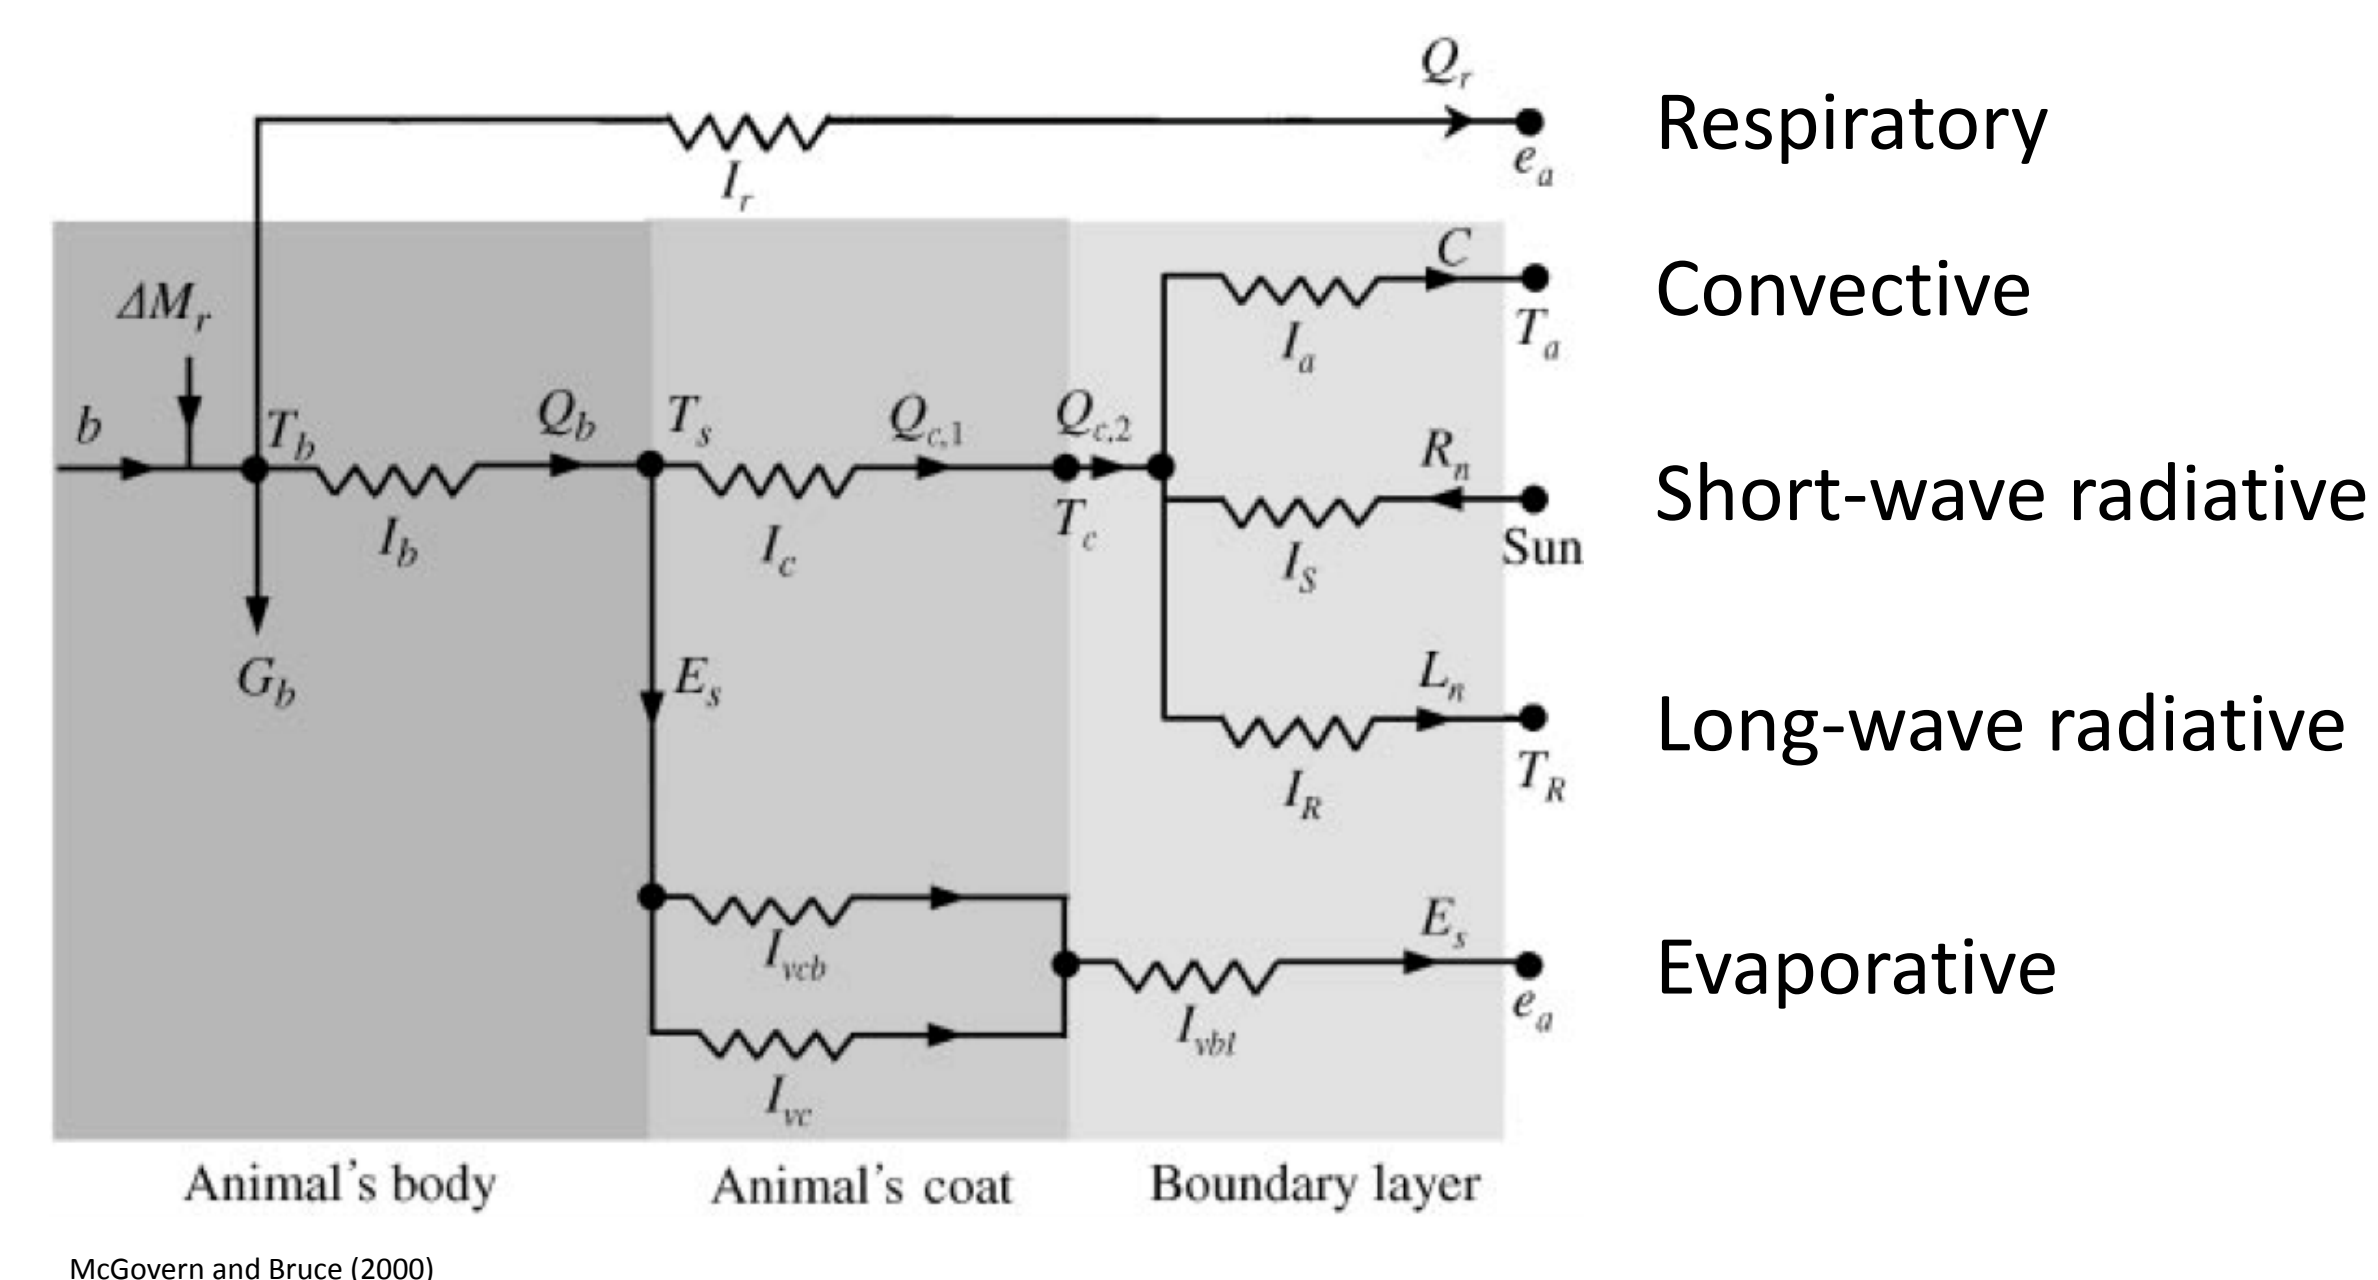 Q_r
Respiratory
e_a
I_r
C
Convective
ΔM_r
T_a
I_a
b
T_b
Q_b
T_s
Q_c,1
Q_c,2
R_n
Short-wave radiative
I_b
I_c
T_c
I_S
Sun
G_b
E_s
L_n
Long-wave radiative
I_R
T_R
I_vcb
E_s
Evaporative
e_a
I_vbl
I_vc
Animal's body
Animal's coat
Boundary layer
McGovern and Bruce (2000)